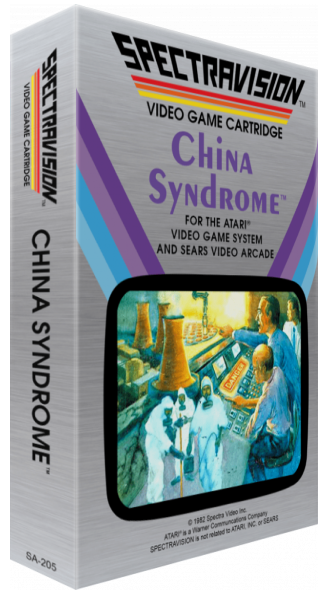 SPECTRAVISION
VIDEO GAME CARTRIDGE
CHINA SYNDROME™
SA-205
SPECTRAVISION™
VIDEO GAME CARTRIDGE
CHINA
SYNDROME™
FOR THE ATARI®
VIDEO GAME SYSTEM
AND SEARS VIDEO ARCADE
DANGER
© 1982 Spectra Video Inc.
ATARI® is a Warner Communications Company
SPECTRAVISION is not related to ATARI, INC. or SEARS